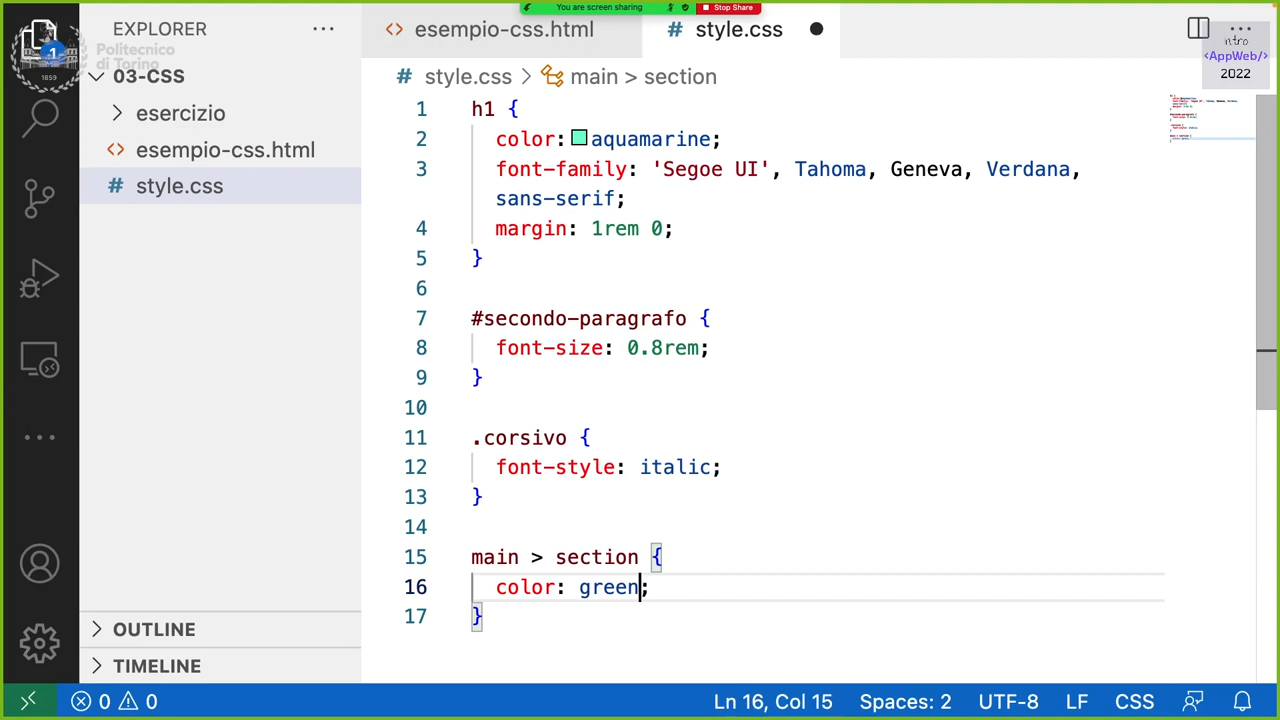 You are screen sharing
Stop Share
EXPLORER
esempio-css.html
style.css
1
Politecnico
di Torino
1859
ntro
<AppWeb/>
2022
03-CSS
esercizio
esempio-css.html
style.css
style.css > main > section
1 h1 {
2 color: aquamarine;
3 font-family: 'Segoe UI', Tahoma, Geneva, Verdana,
sans-serif;
4 margin: 1rem 0;
5 }
6
7 #secondo-paragrafo {
8 font-size: 0.8rem;
9 }
10
11 .corsivo {
12 font-style: italic;
13 }
14
15 main > section {
16 color: green;
17 }
OUTLINE
TIMELINE
0 0
Ln 16, Col 15
Spaces: 2
UTF-8
LF
CSS